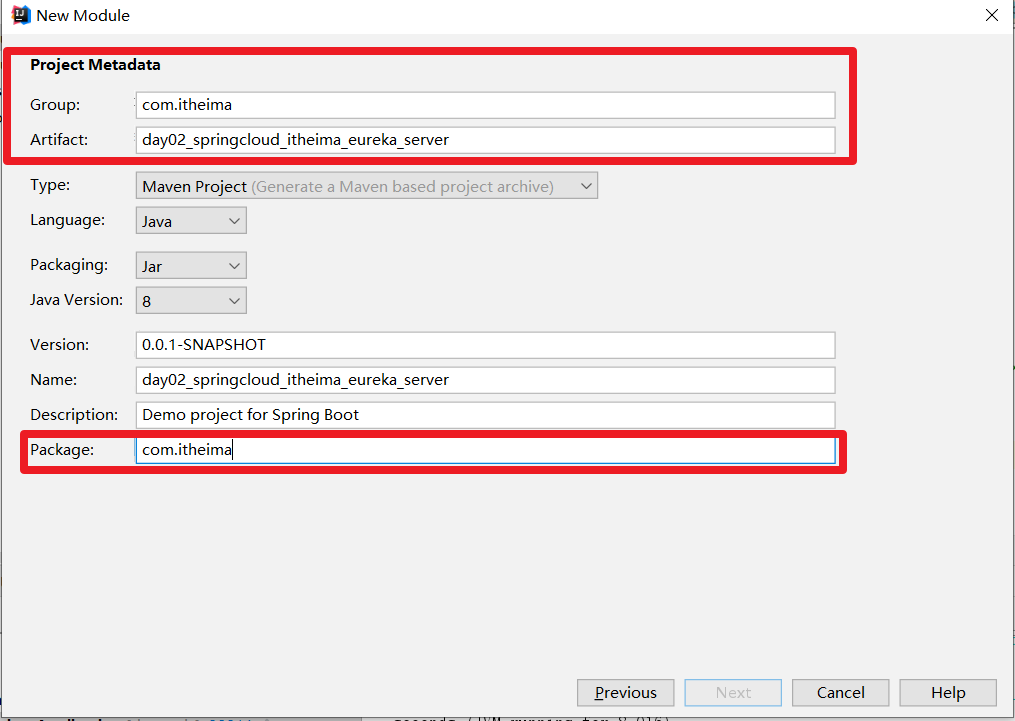 New Module
Project Metadata
Group: com.itheima
Artifact: day02_springcloud_itheima_eureka_server
Type: Maven Project (Generate a Maven based project archive)
Language: Java
Packaging: Jar
Java Version: 8
Version: 0.0.1-SNAPSHOT
Name: day02_springcloud_itheima_eureka_server
Description: Demo project for Spring Boot
Package: com.itheima
Previous Next Cancel Help